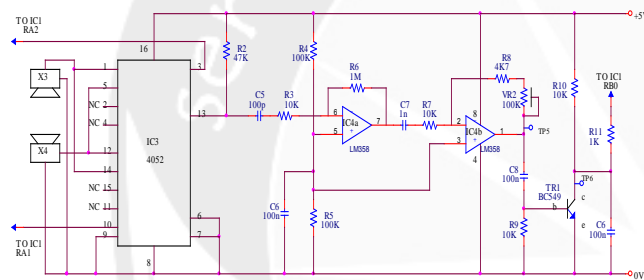 TO IC1
RA2
+5V
16
R2
47K
R4
100K
R6
1M
R8
4K7
R10
10K
TO IC1
RB0
X3
1
3
5
NC 2
NC 4
13
C5
100p
R3
10K
6
IC4a
7
5
+
LM358
C7
1n
R7
10K
2
8
IC4b
1
3
+
4
LM358
VR2
100K
TP5
R11
1K
IC3
4052
X4
12
14
NC 15
NC 11
10
9
6
7
8
TO IC1
RA1
C6
100n
R5
100K
C8
100n
R9
10K
TR1
BC549
b
c
e
TP6
C6
100n
0V
scr